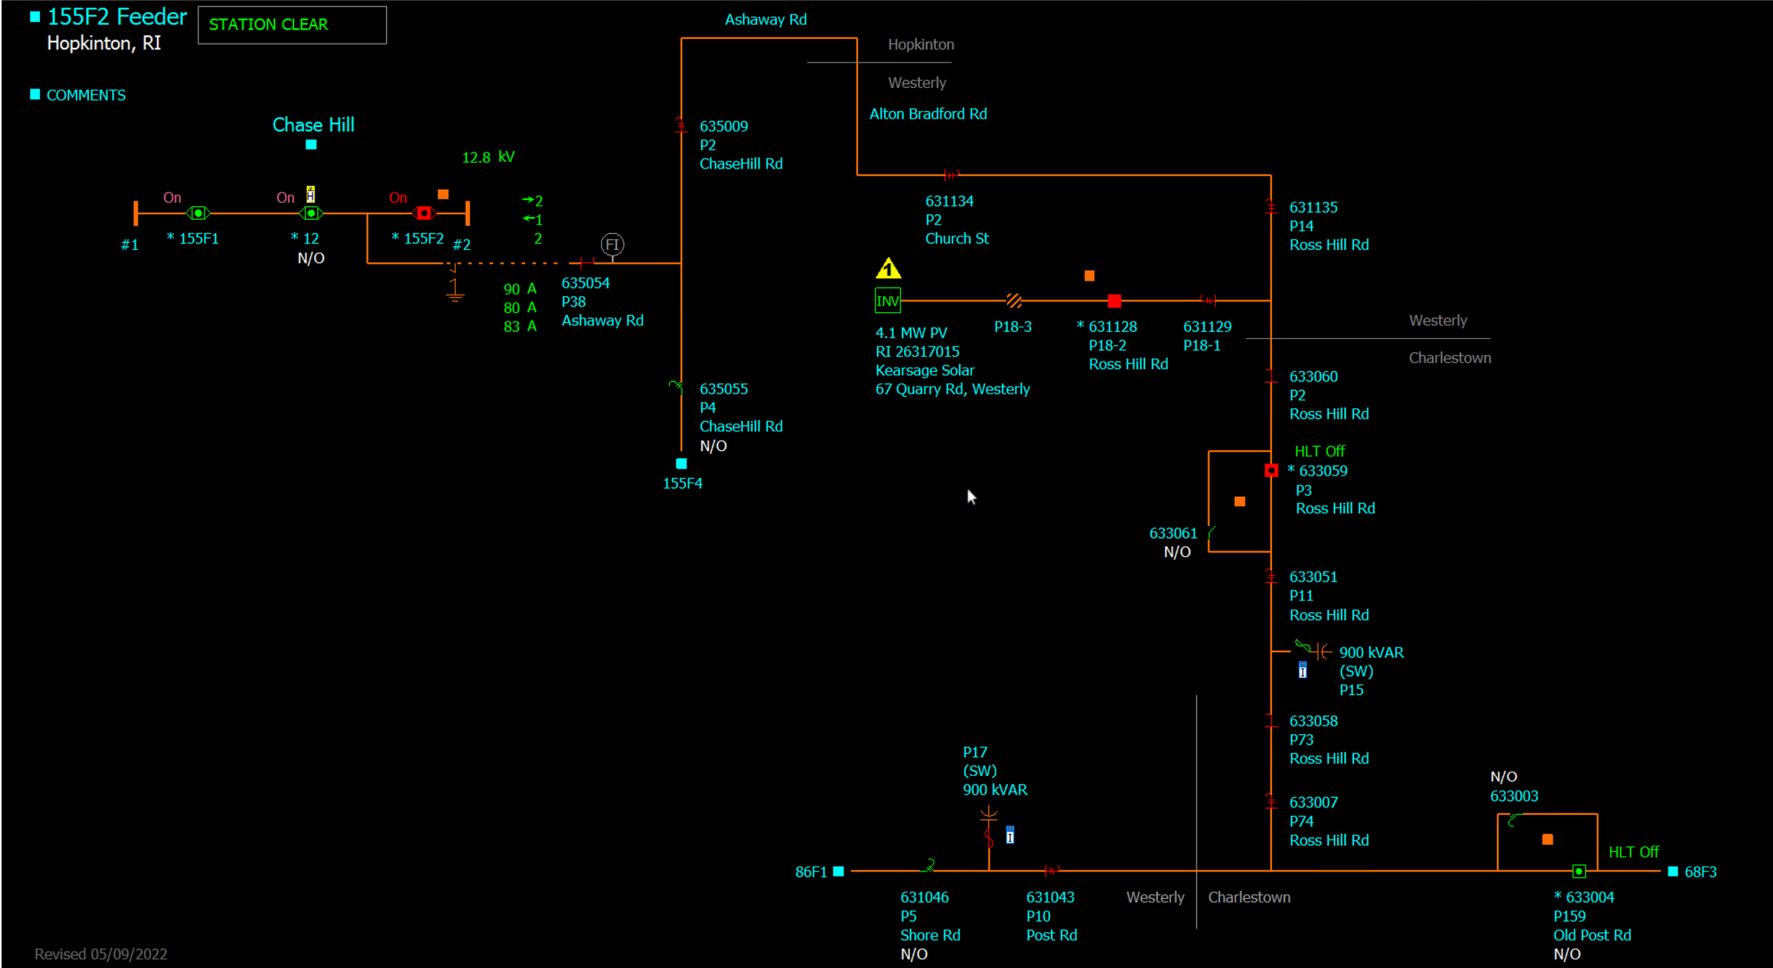 155F2 Feeder
Hopkinton, RI
STATION CLEAR
COMMENTS
Chase Hill
12.8 kV
On
On
H
On
#1
* 155F1
* 12
N/O
* 155F2
#2
2
1
2
90 A
80 A
83 A
FI
635054
P38
Ashaway Rd
Ashaway Rd
635009
P2
ChaseHill Rd
635055
P4
ChaseHill Rd
N/O
155F4
Hopkinton
Westerly
Alton Bradford Rd
631134
P2
Church St
631135
P14
Ross Hill Rd
1
INV
4.1 MW PV
RI 26317015
Kearsage Solar
67 Quarry Rd, Westerly
P18-3
* 631128
P18-2
Ross Hill Rd
631129
P18-1
Westerly
Charlestown
633060
P2
Ross Hill Rd
HLT Off
* 633059
P3
Ross Hill Rd
633061
N/O
633051
P11
Ross Hill Rd
900 kVAR
(SW)
P15
I
633058
P73
Ross Hill Rd
633007
P74
Ross Hill Rd
P17
(SW)
900 kVAR
I
86F1
631046
P5
Shore Rd
N/O
631043
P10
Post Rd
Westerly
Charlestown
N/O
633003
HLT Off
68F3
* 633004
P159
Old Post Rd
N/O
Revised 05/09/2022